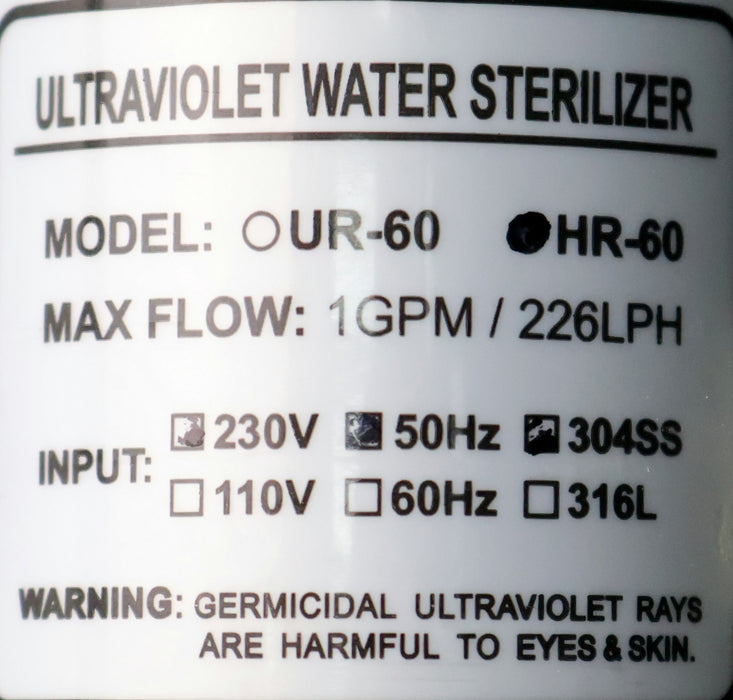 ULTRAVIOLET WATER STERILIZER
MODEL: UR-60 HR-60
MAX FLOW: 1GPM / 226LPH
INPUT: 230V 50Hz 304SS
110V 60Hz 316L
WARNING: GERMICIDAL ULTRAVIOLET RAYS
ARE HARMFUL TO EYES & SKIN.